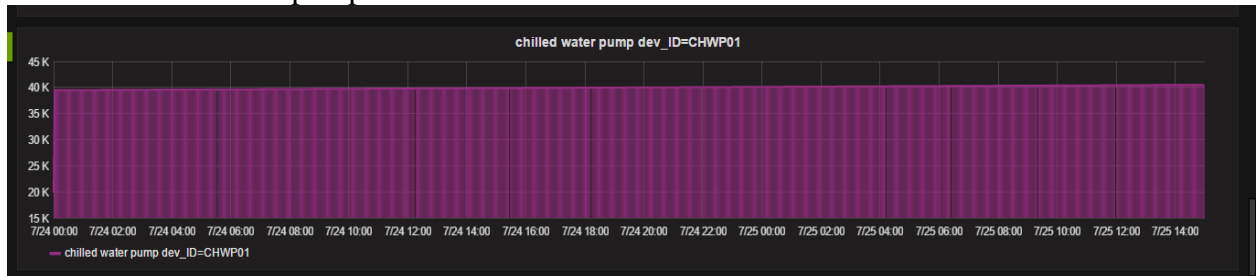 chilled water pump dev_ID=CHWP01
45 K
40 K
35 K
30 K
25 K
20 K
15 K
7/24 00:00 7/24 02:00 7/24 04:00 7/24 06:00 7/24 08:00 7/24 10:00 7/24 12:00 7/24 14:00 7/24 16:00 7/24 18:00 7/24 20:00 7/24 22:00 7/25 00:00 7/25 02:00 7/25 04:00 7/25 06:00 7/25 08:00 7/25 10:00 7/25 12:00 7/25 14:00
chilled water pump dev_ID=CHWP01